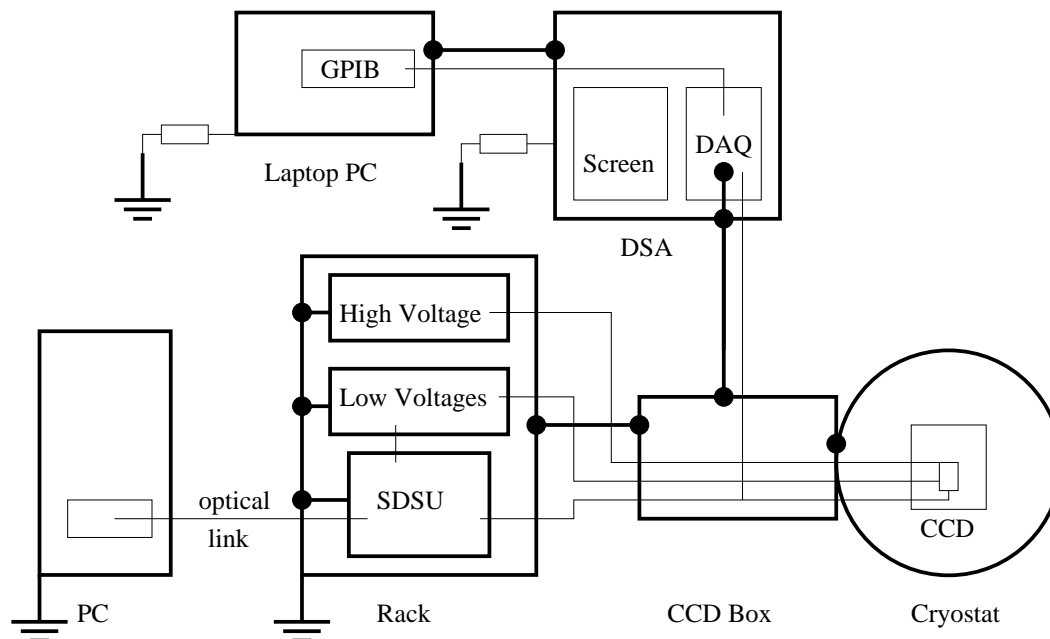 GPIB
Laptop PC
Screen
DAQ
DSA
High Voltage
Low Voltages
SDSU
optical
link
CCD
PC
Rack
CCD Box
Cryostat